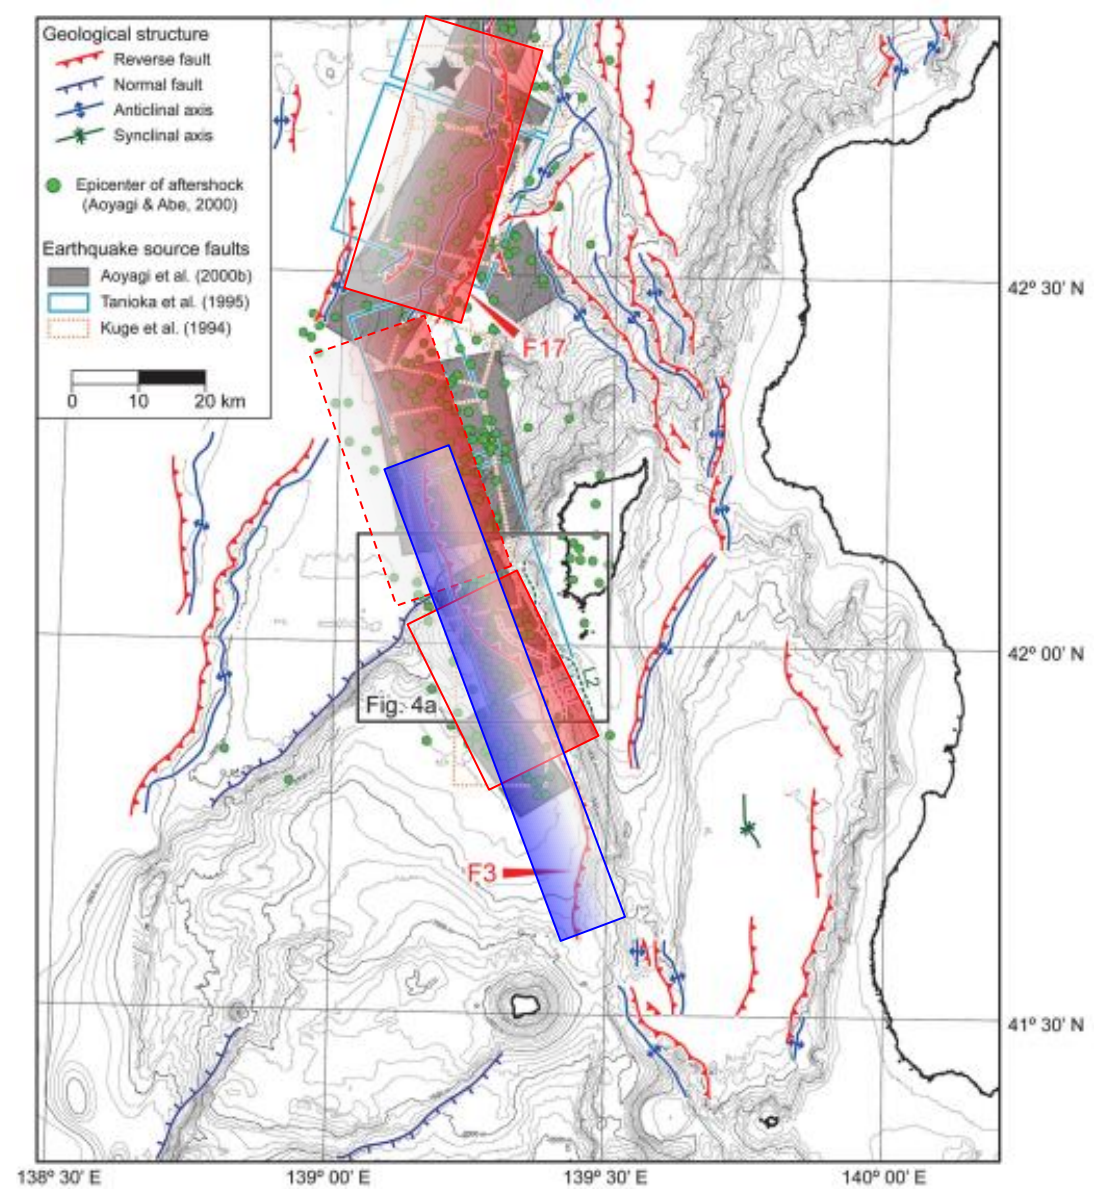 Geological structure
Reverse fault
Normal fault
Anticlinal axis
Synclinal axis
Epicenter of aftershock
(Aoyagi & Abe, 2000)
Earthquake source faults
Aoyagi et al. (2000b)
Tanioka et al. (1995)
Kuge et al. (1994)
0 10 20 km
42° 30' N
F17
42° 00' N
L2
Fig. 4a
F3
41° 30' N
138° 30' E 139° 00' E 139° 30' E 140° 00' E